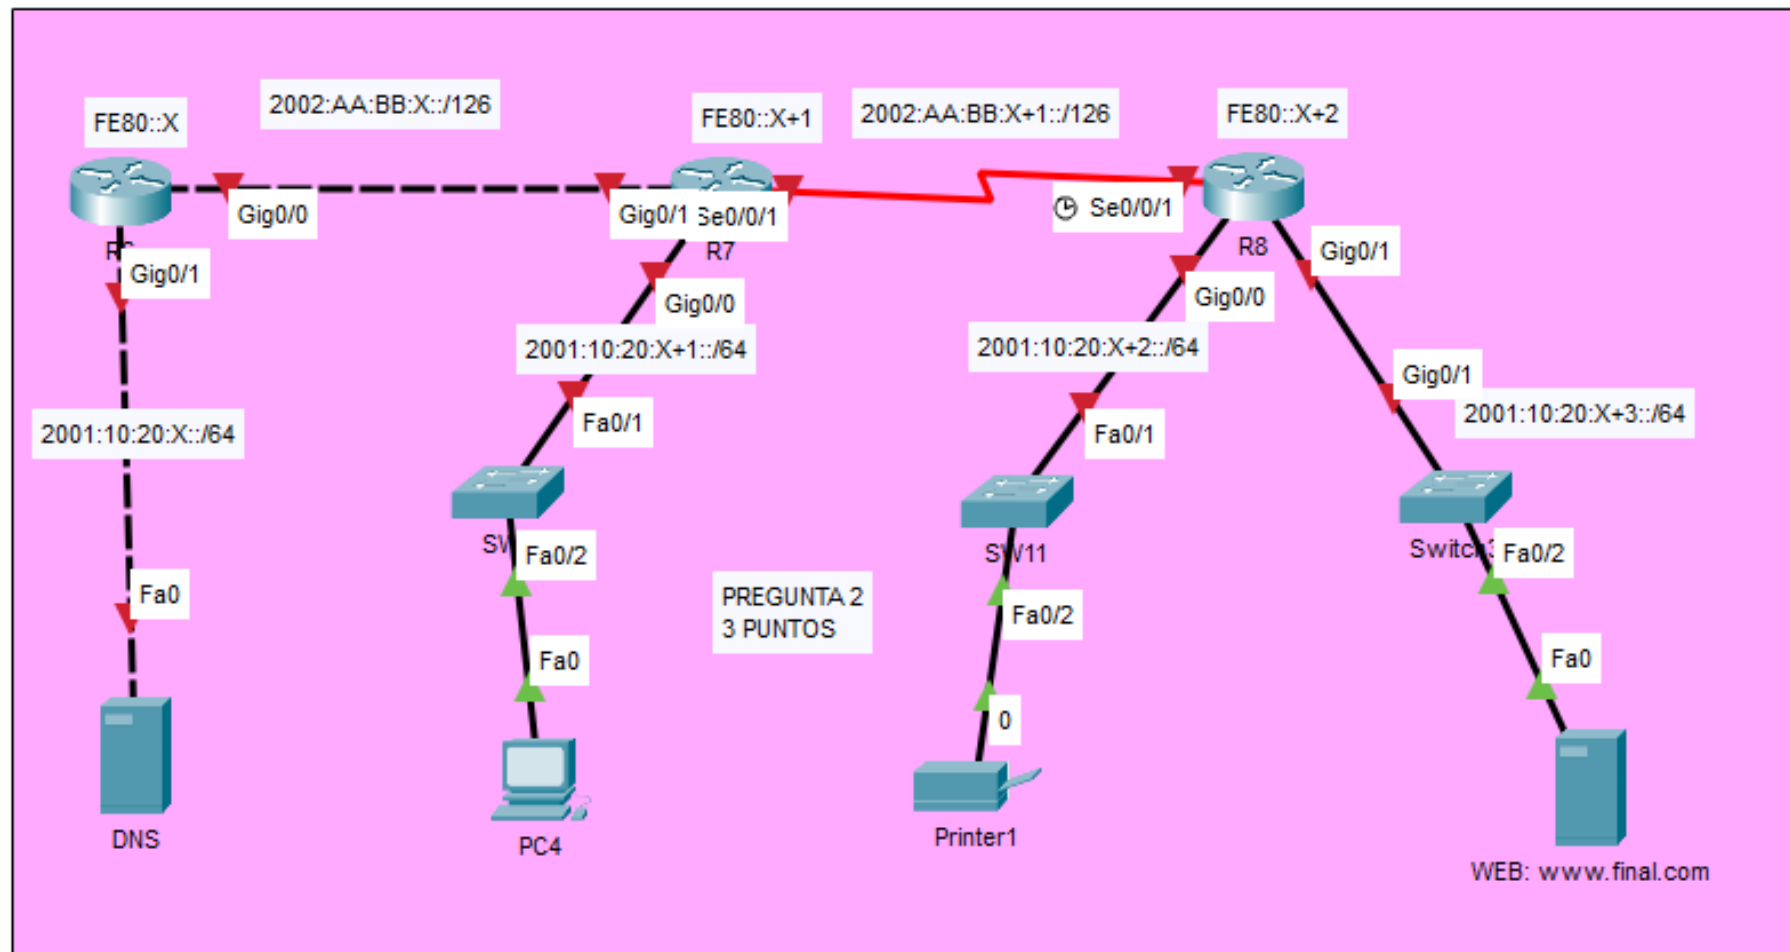 2002:AA:BB:X::/126
2002:AA:BB:X+1::/126
FE80::X
FE80::X+1
FE80::X+2
Gig0/0
Gig0/1
Se0/0/1
Se0/0/1
R7
R8
Gig0/1
Gig0/1
Gig0/0
Gig0/0
2001:10:20:X+1::/64
2001:10:20:X+2::/64
Gig0/1
2001:10:20:X::/64
Fa0/1
Fa0/1
2001:10:20:X+3::/64
Fa0/2
SW11
Fa0/2
Fa0
PREGUNTA 2
3 PUNTOS
Fa0/2
Fa0
Fa0
0
DNS
PC4
Printer1
WEB: www.final.com